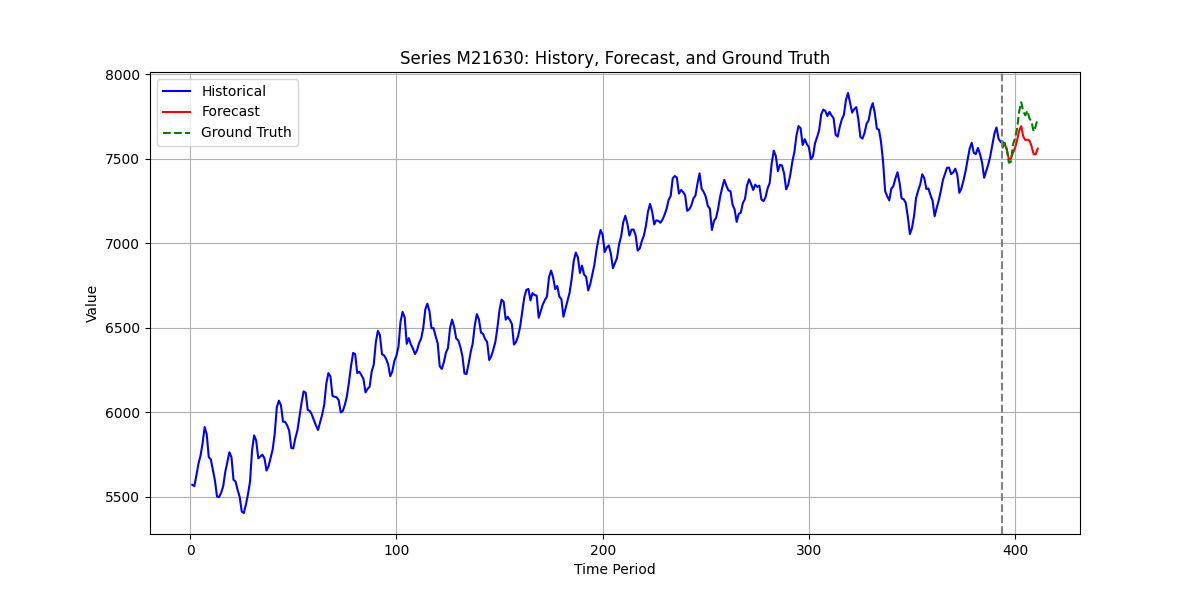 Series M21630: History, Forecast, and Ground Truth
8000
7500
7000
6500
6000
5500
Value
Historical
Forecast
Ground Truth
0
100
200
300
400
Time Period